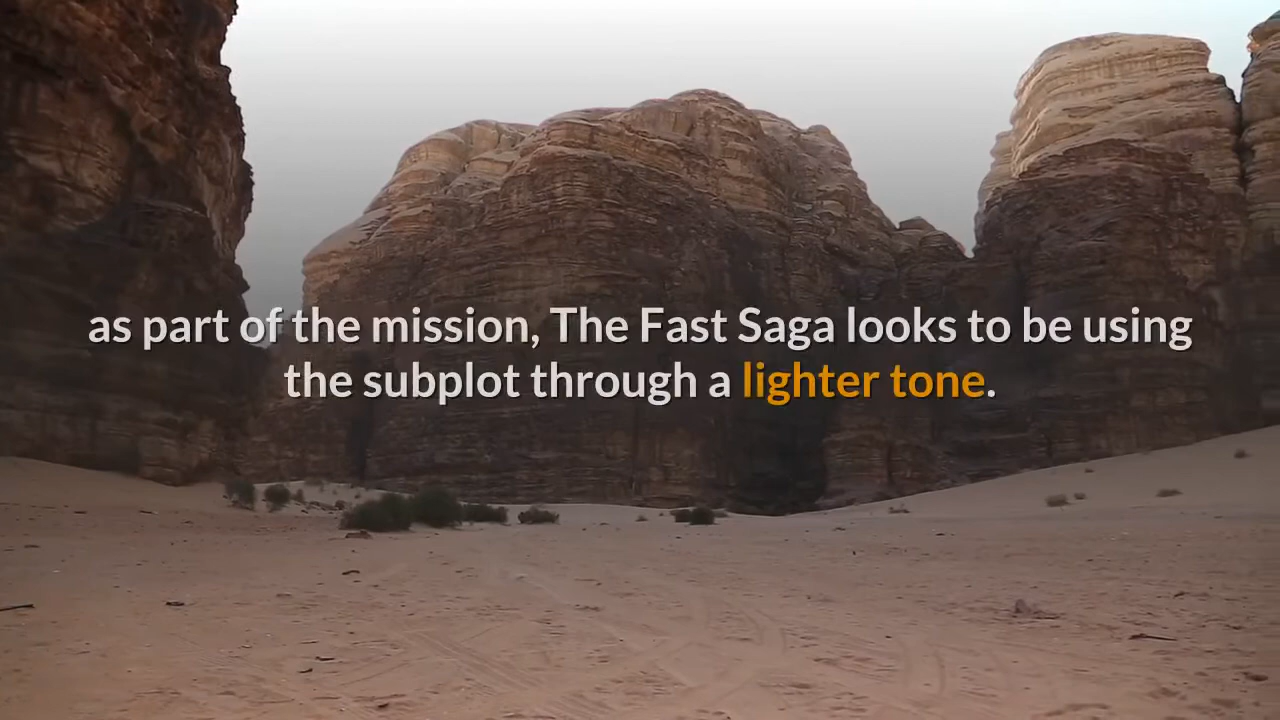 as part of the mission, The Fast Saga looks to be using
the subplot through a lighter tone.